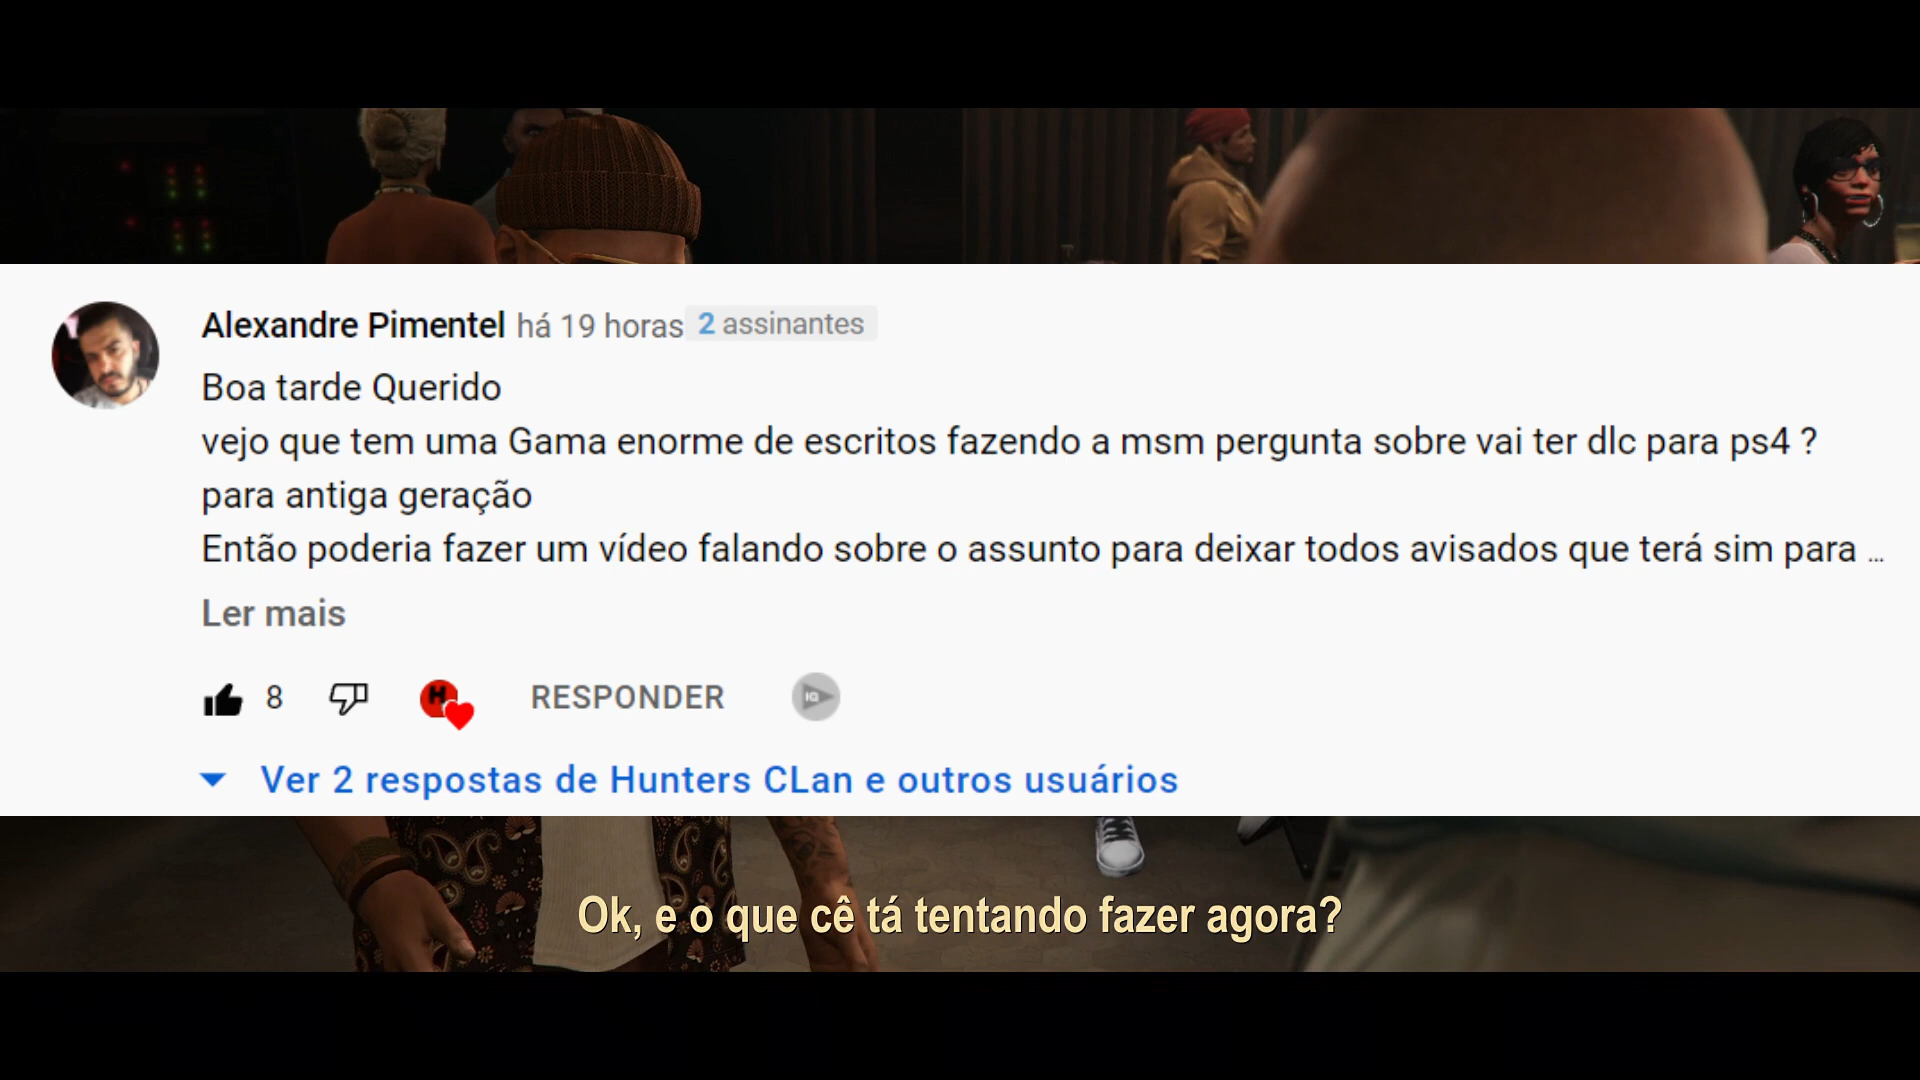 Alexandre Pimentel há 19 horas 2 assinantes
Boa tarde Querido
vejo que tem uma Gama enorme de escritos fazendo a msm pergunta sobre vai ter dlc para ps4 ?
para antiga geração
Então poderia fazer um vídeo falando sobre o assunto para deixar todos avisados que terá sim para ...
Ler mais
8 H RESPONDER IQ
Ver 2 respostas de Hunters CLan e outros usuários
Ok, e o que cê tá tentando fazer agora?